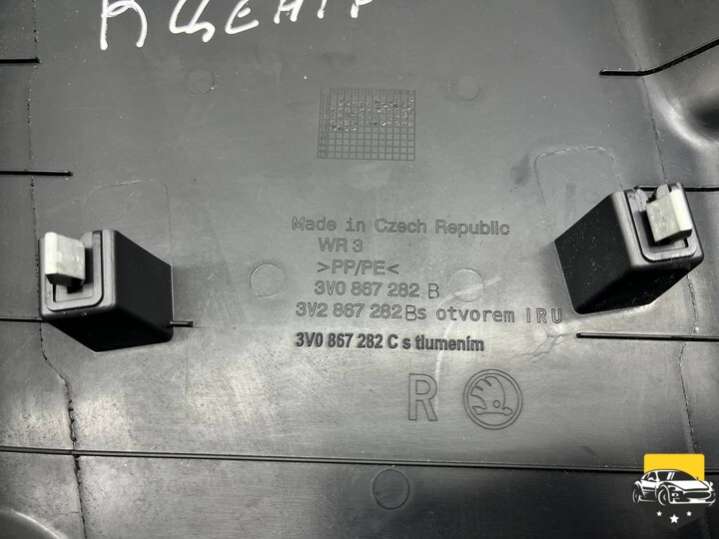 Made in Czech Republic
WR 3
>PP/PE<
3V0 867 282 B
3V2 867 282 B s otvorem IRU
3V0 867 282 C s tlumením
R